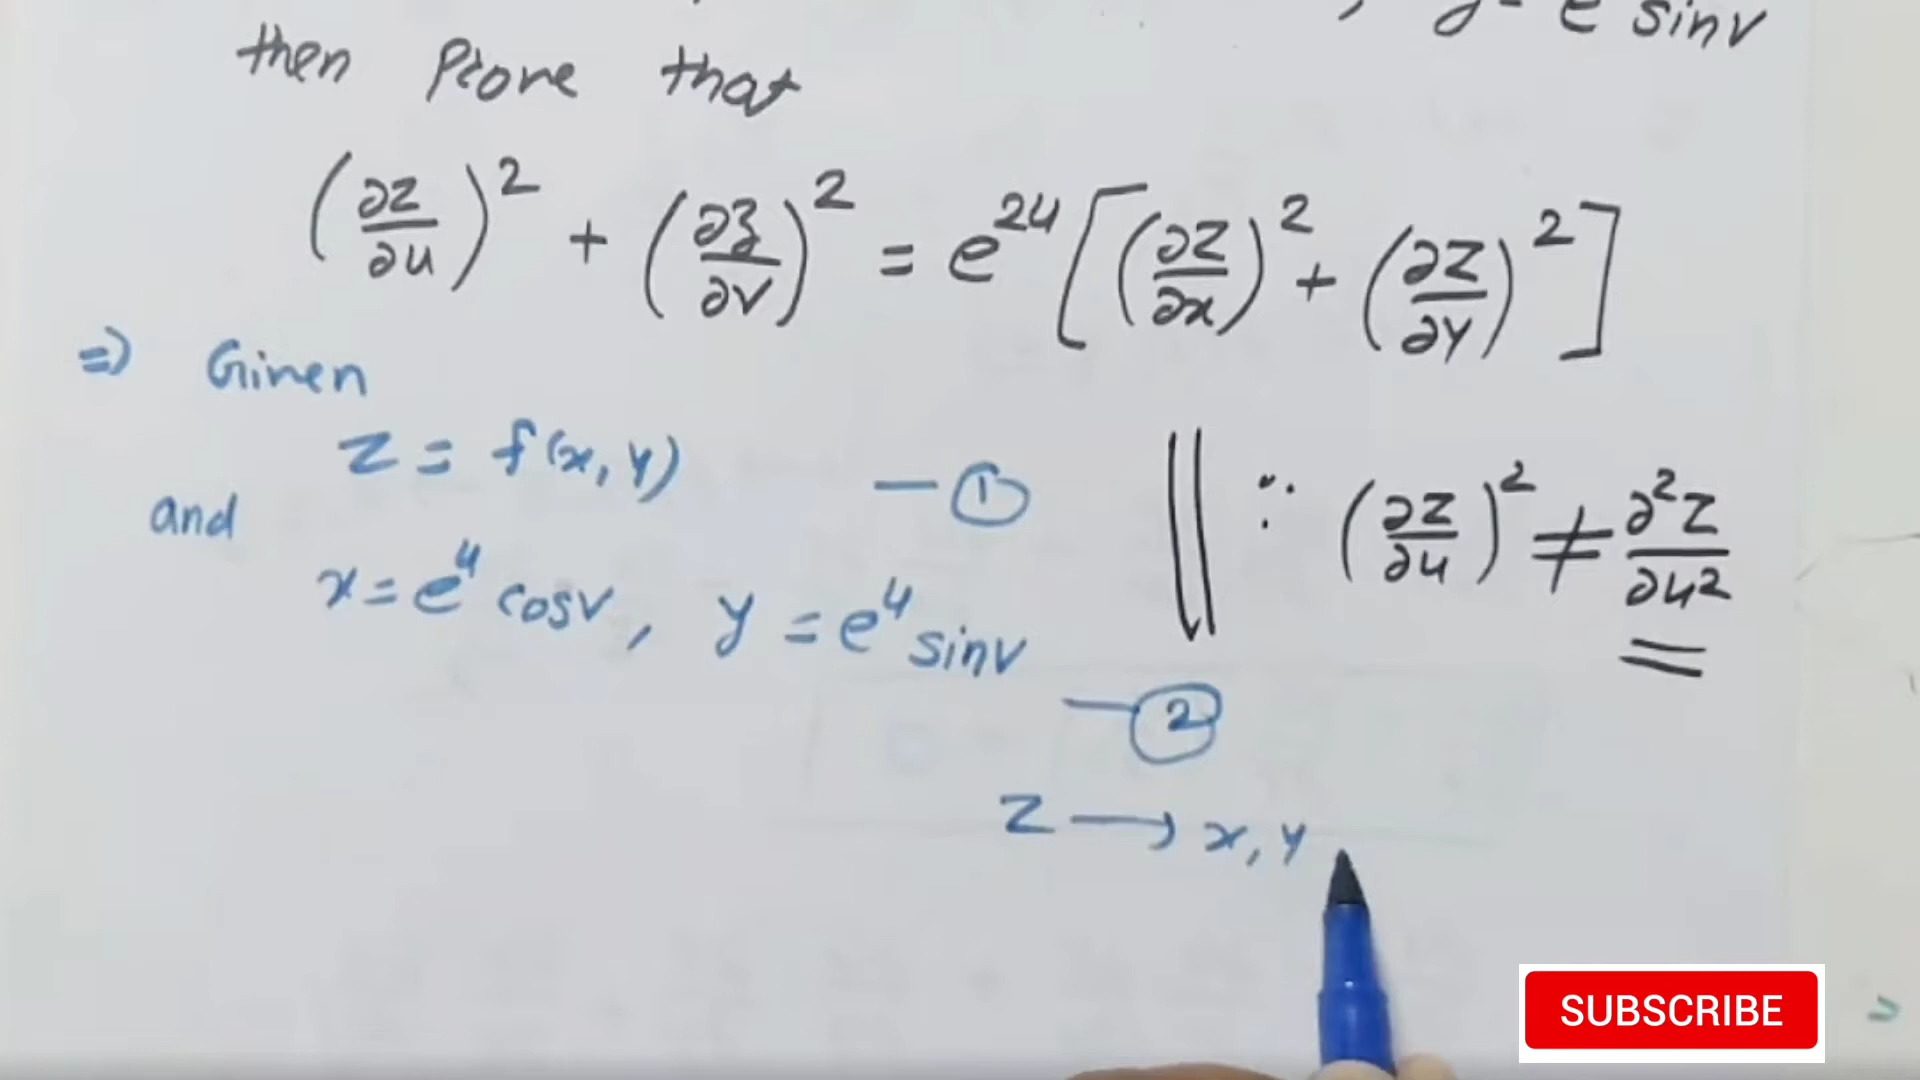 , y = e sinv
then prove that
(∂z/∂u)² + (∂z/∂v)² = e²ᵘ[(∂z/∂x)² + (∂z/∂y)²]
⇒ Given
z = f(x, y) — ①
and
x = eᵘ cosv, y = eᵘ sinv — ②
∵ (∂z/∂u)² ≠ ∂²z/∂u²
z → x, y
SUBSCRIBE